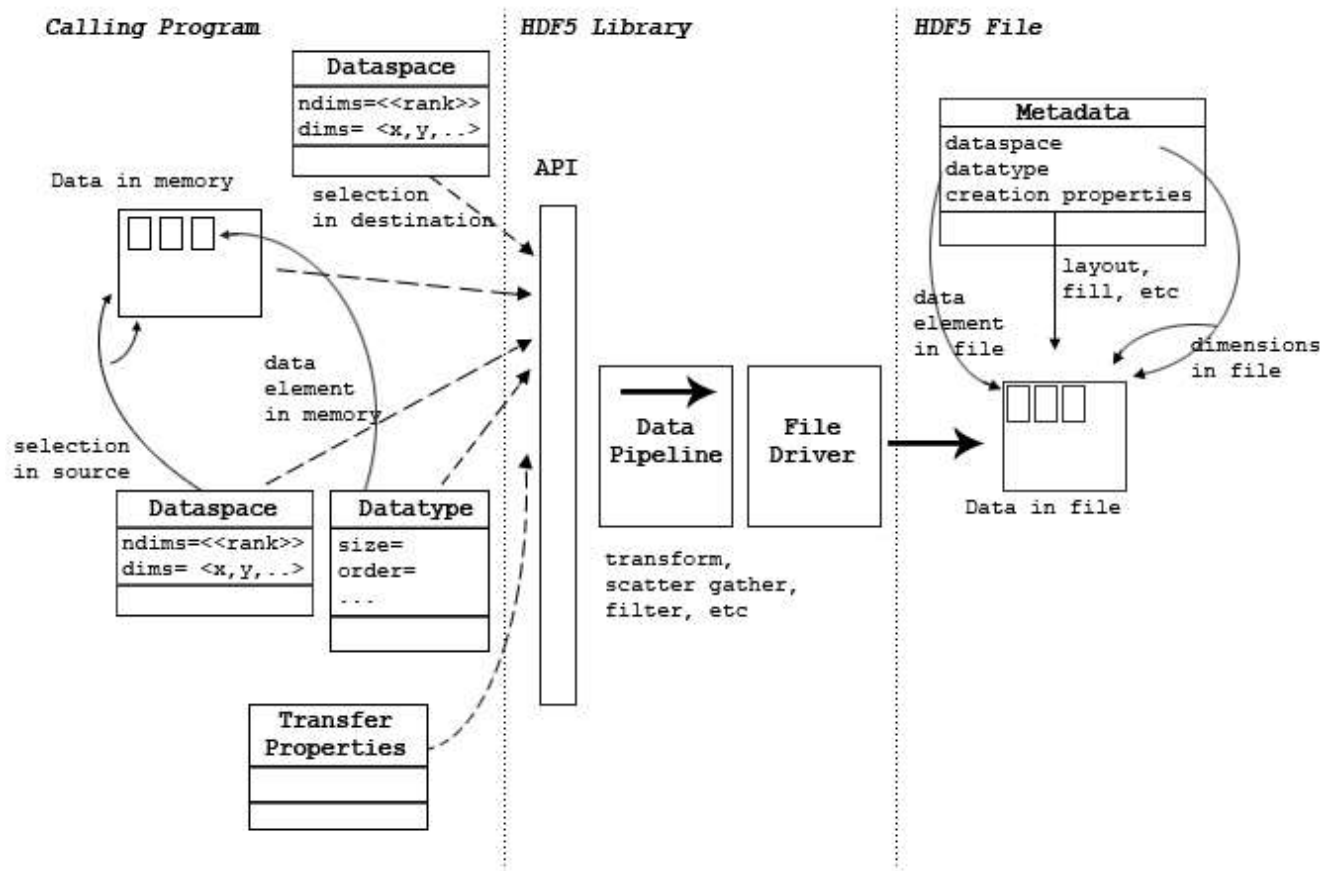 Calling Program
HDF5 Library
HDF5 File
Dataspace
ndims=<<rank>>
dims= <x,y,..>
selection
in destination
Data in memory
data
element
in memory
selection
in source
Dataspace
ndims=<<rank>>
dims= <x,y,..>
Datatype
size=
order=
...
Transfer
Properties
API
Data
Pipeline
File
Driver
transform,
scatter gather,
filter, etc
Metadata
dataspace
datatype
creation properties
layout,
fill, etc
data
element
in file
dimensions
in file
Data in file